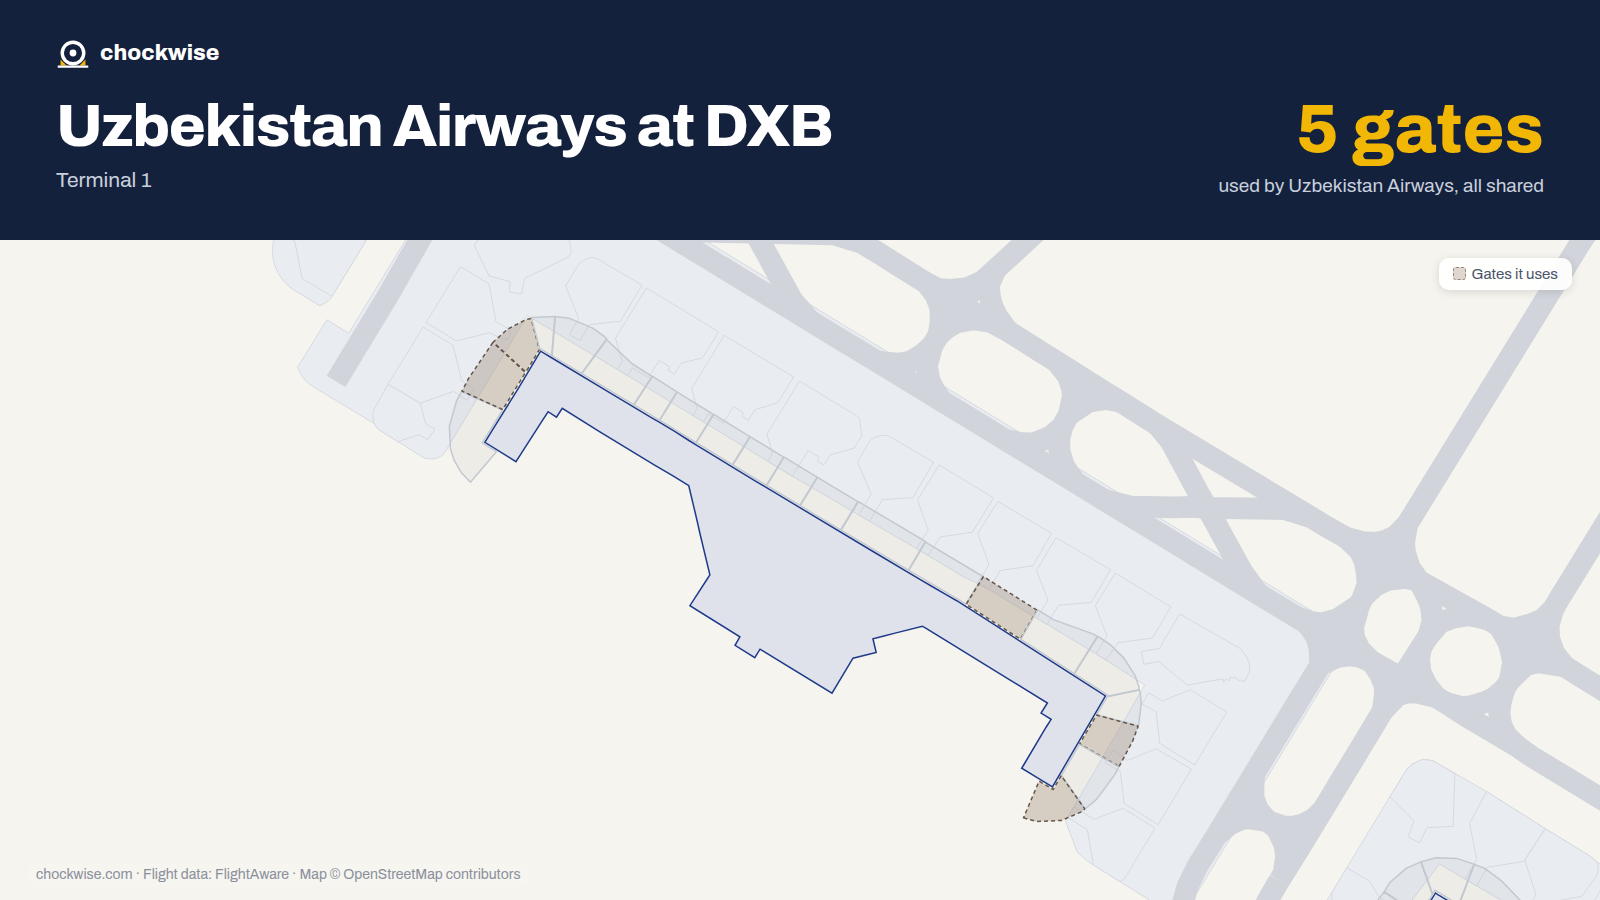 chockwise
Uzbekistan Airways at DXB
Terminal 1
5 gates
used by Uzbekistan Airways, all shared
Gates it uses
chockwise.com · Flight data: FlightAware · Map © OpenStreetMap contributors